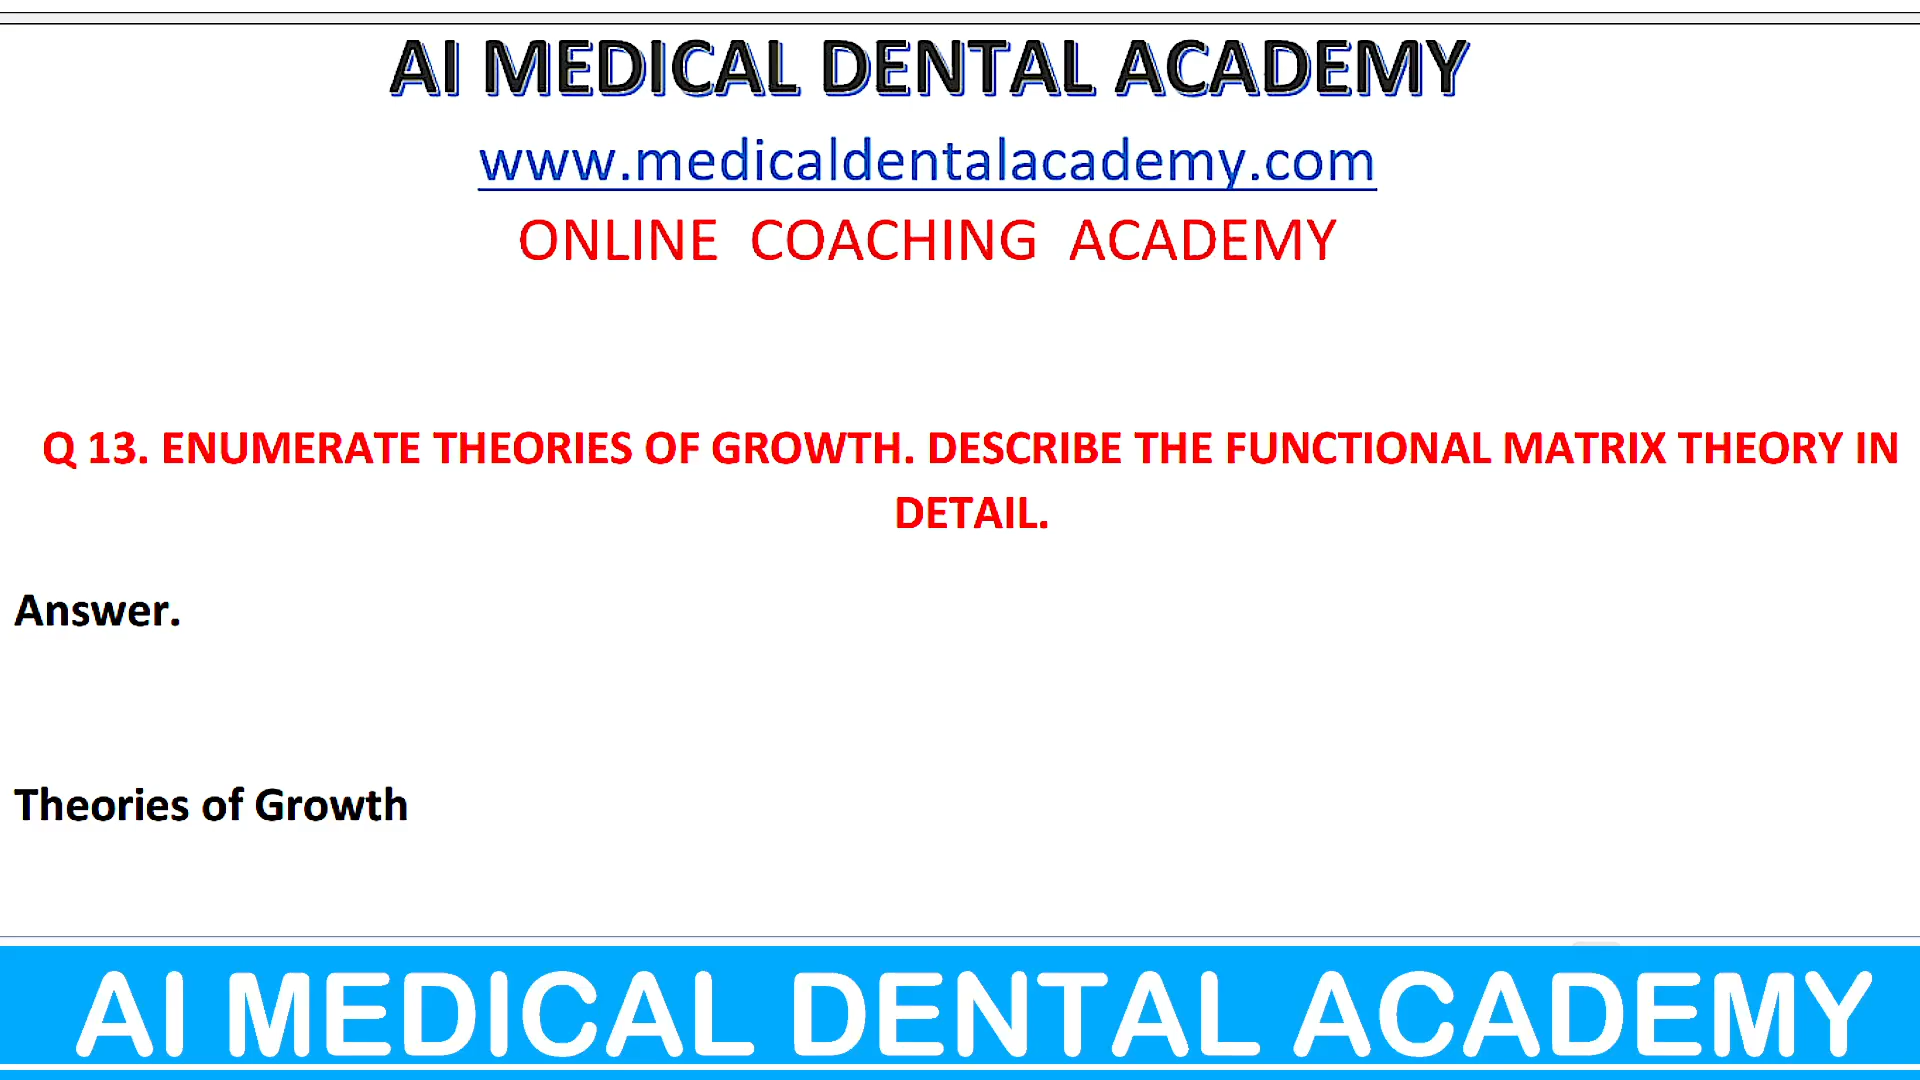 AI MEDICAL DENTAL ACADEMY
www.medicaldentalacademy.com
ONLINE COACHING ACADEMY
Q 13. ENUMERATE THEORIES OF GROWTH. DESCRIBE THE FUNCTIONAL MATRIX THEORY IN
DETAIL.
Answer.
Theories of Growth
AI MEDICAL DENTAL ACADEMY